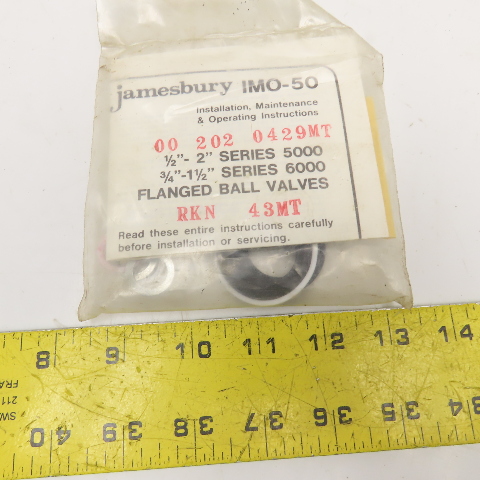 jamesbury IMO-50
Installation, Maintenance
& Operating Instructions
00 202 0429MT
½"- 2" SERIES 5000
¾"-1½" SERIES 6000
FLANGED BALL VALVES
RKN 43MT
Read these entire instructions carefully
before installation or servicing.
8 9 10 11 12 13 14
40 39 38 37 36 35 34